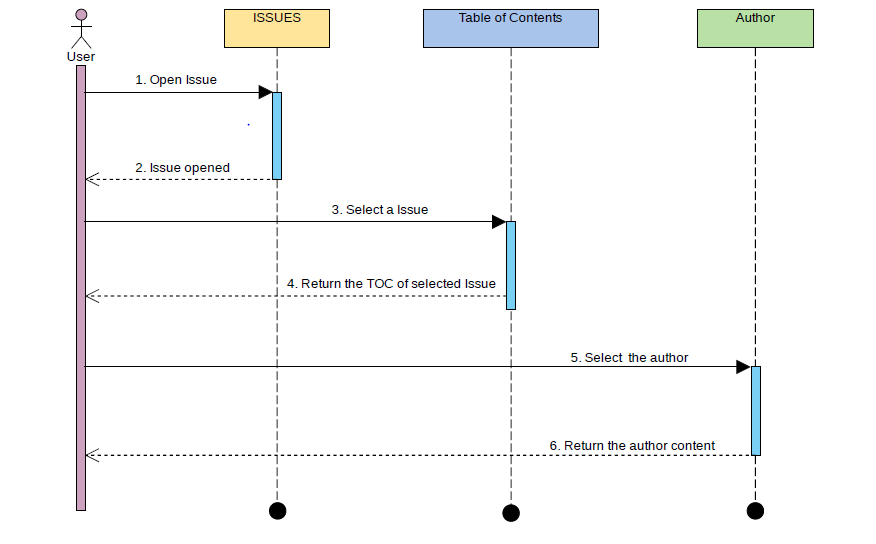 ISSUES
Table of Contents
Author
User
1. Open Issue
2. Issue opened
3. Select a Issue
4. Return the TOC of selected Issue
5. Select  the author
6. Return the author content